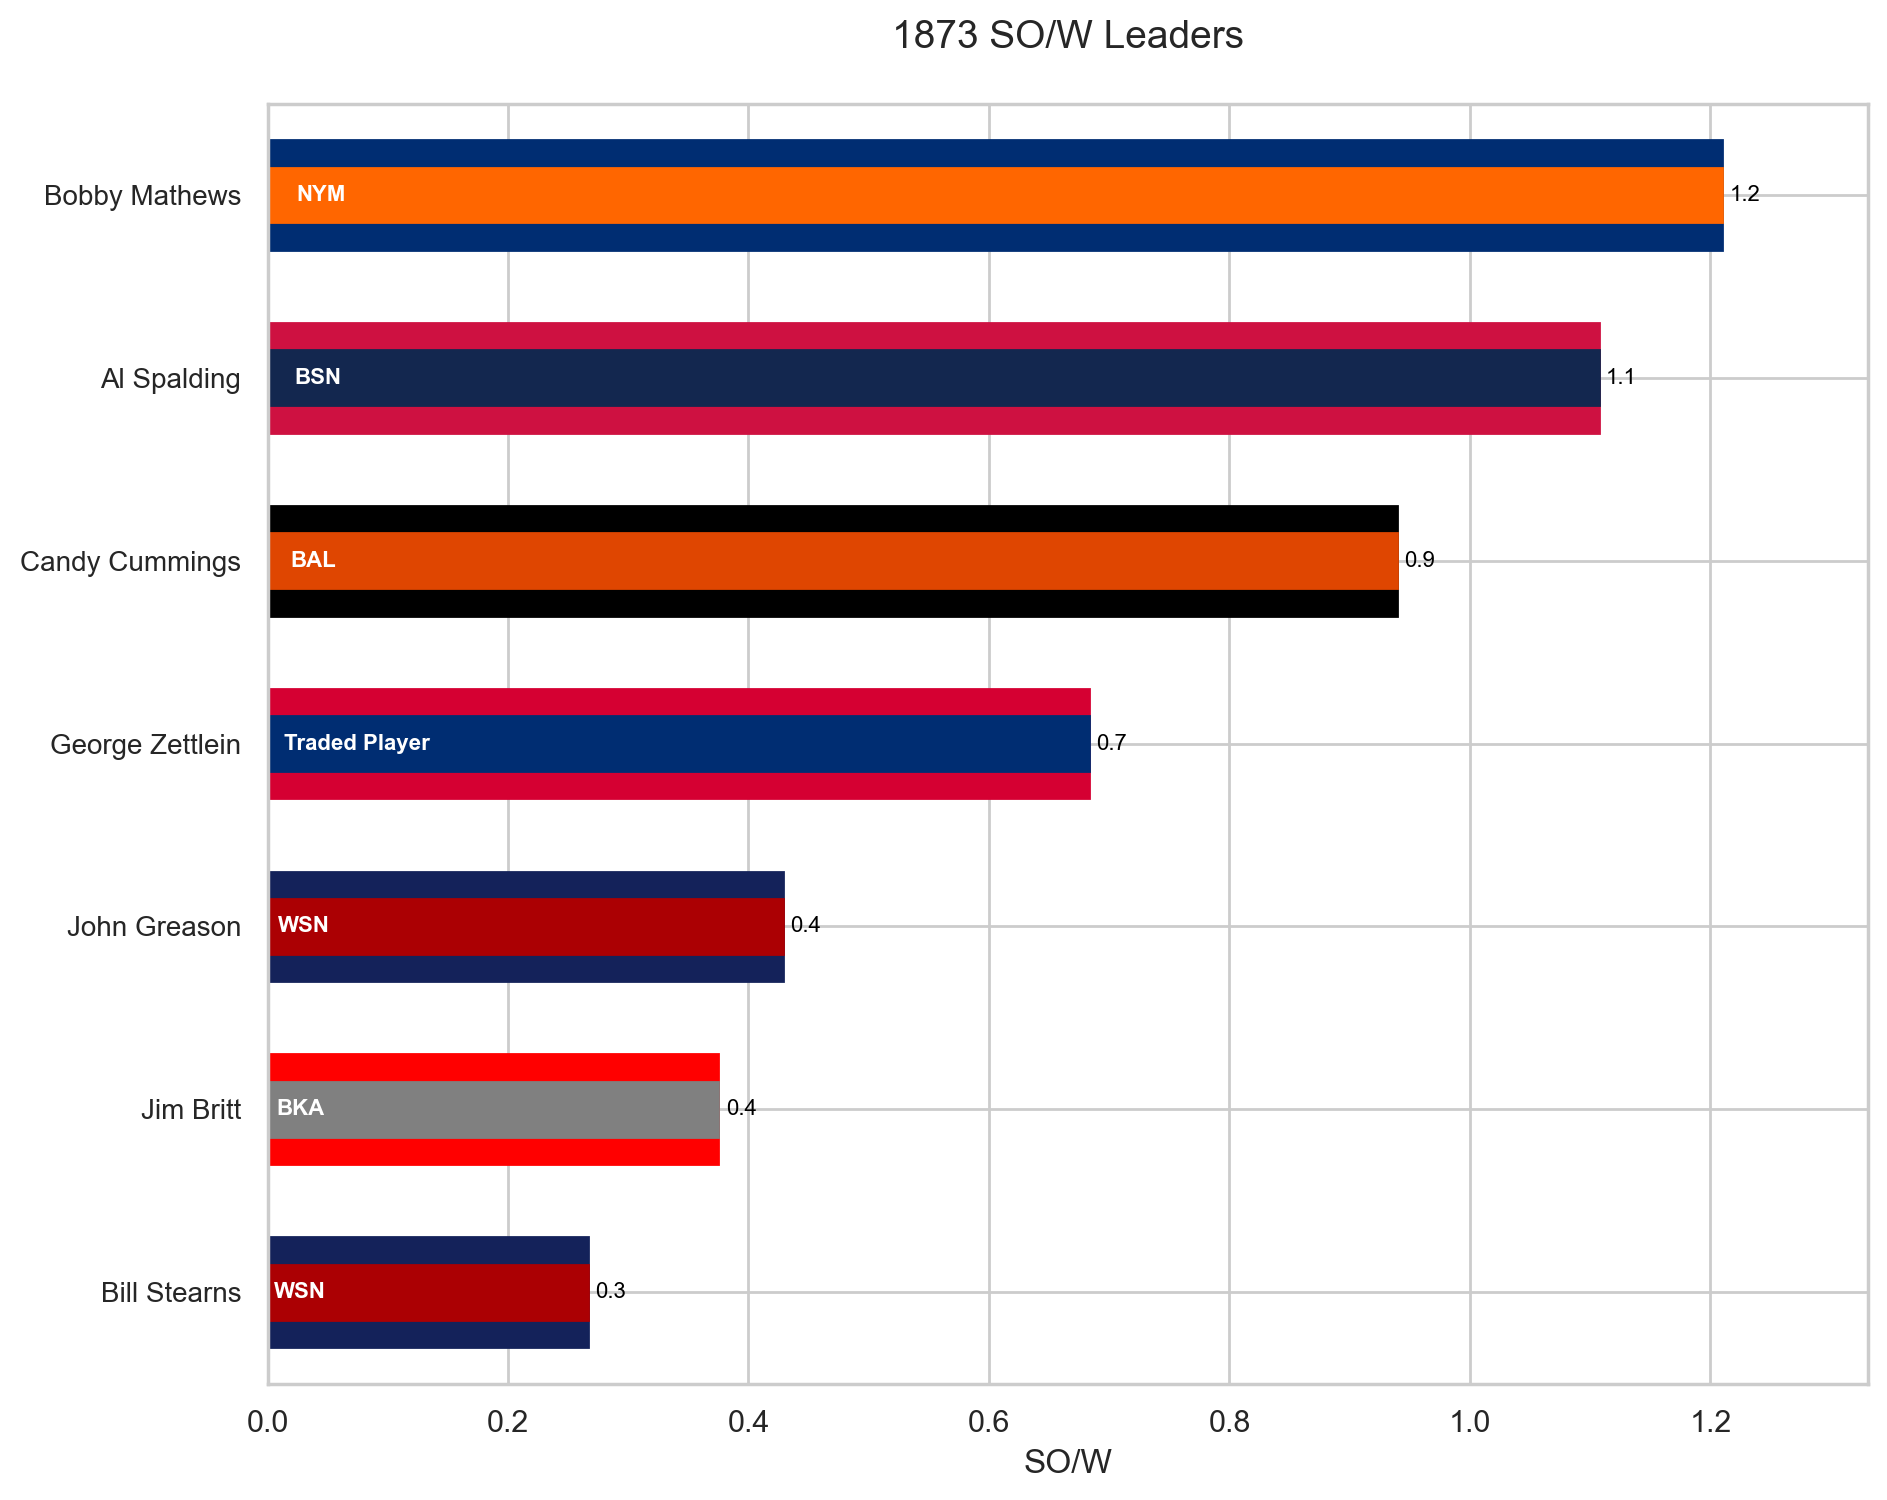 1873 SO/W Leaders
Bobby Mathews
NYM
1.2
Al Spalding
BSN
1.1
Candy Cummings
BAL
0.9
George Zettlein
Traded Player
0.7
John Greason
WSN
0.4
Jim Britt
BKA
0.4
Bill Stearns
WSN
0.3
0.0 0.2 0.4 0.6 0.8 1.0 1.2
SO/W